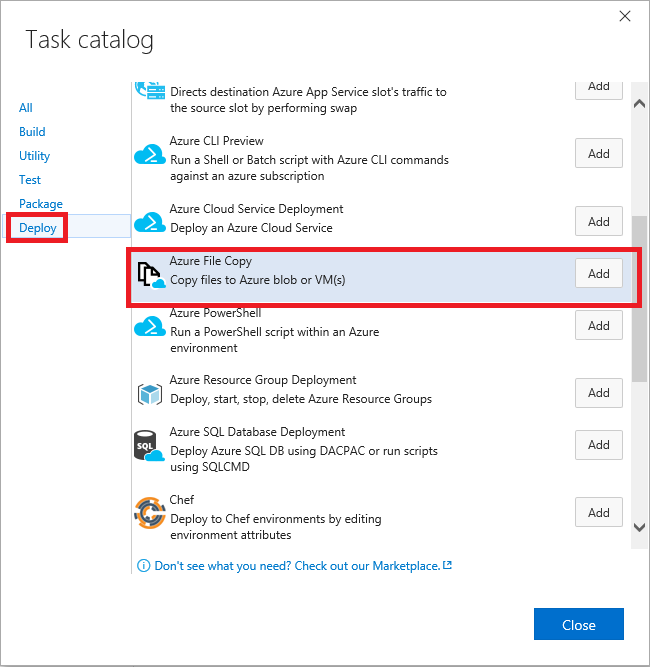 Task catalog
All
Build
Utility
Test
Package
Deploy
Directs destination Azure App Service slot's traffic to
the source slot by performing swap
Add
Azure CLI Preview
Run a Shell or Batch script with Azure CLI commands
against an azure subscription
Add
Azure Cloud Service Deployment
Deploy an Azure Cloud Service
Add
Azure File Copy
Copy files to Azure blob or VM(s)
Add
Azure PowerShell
Run a PowerShell script within an Azure
environment
Add
Azure Resource Group Deployment
Deploy, start, stop, delete Azure Resource Groups
Add
SQL
Azure SQL Database Deployment
Deploy Azure SQL DB using DACPAC or run scripts
using SQLCMD
Add
Chef
Deploy to Chef environments by editing
environment attributes
Add
Don't see what you need? Check out our Marketplace.
Close